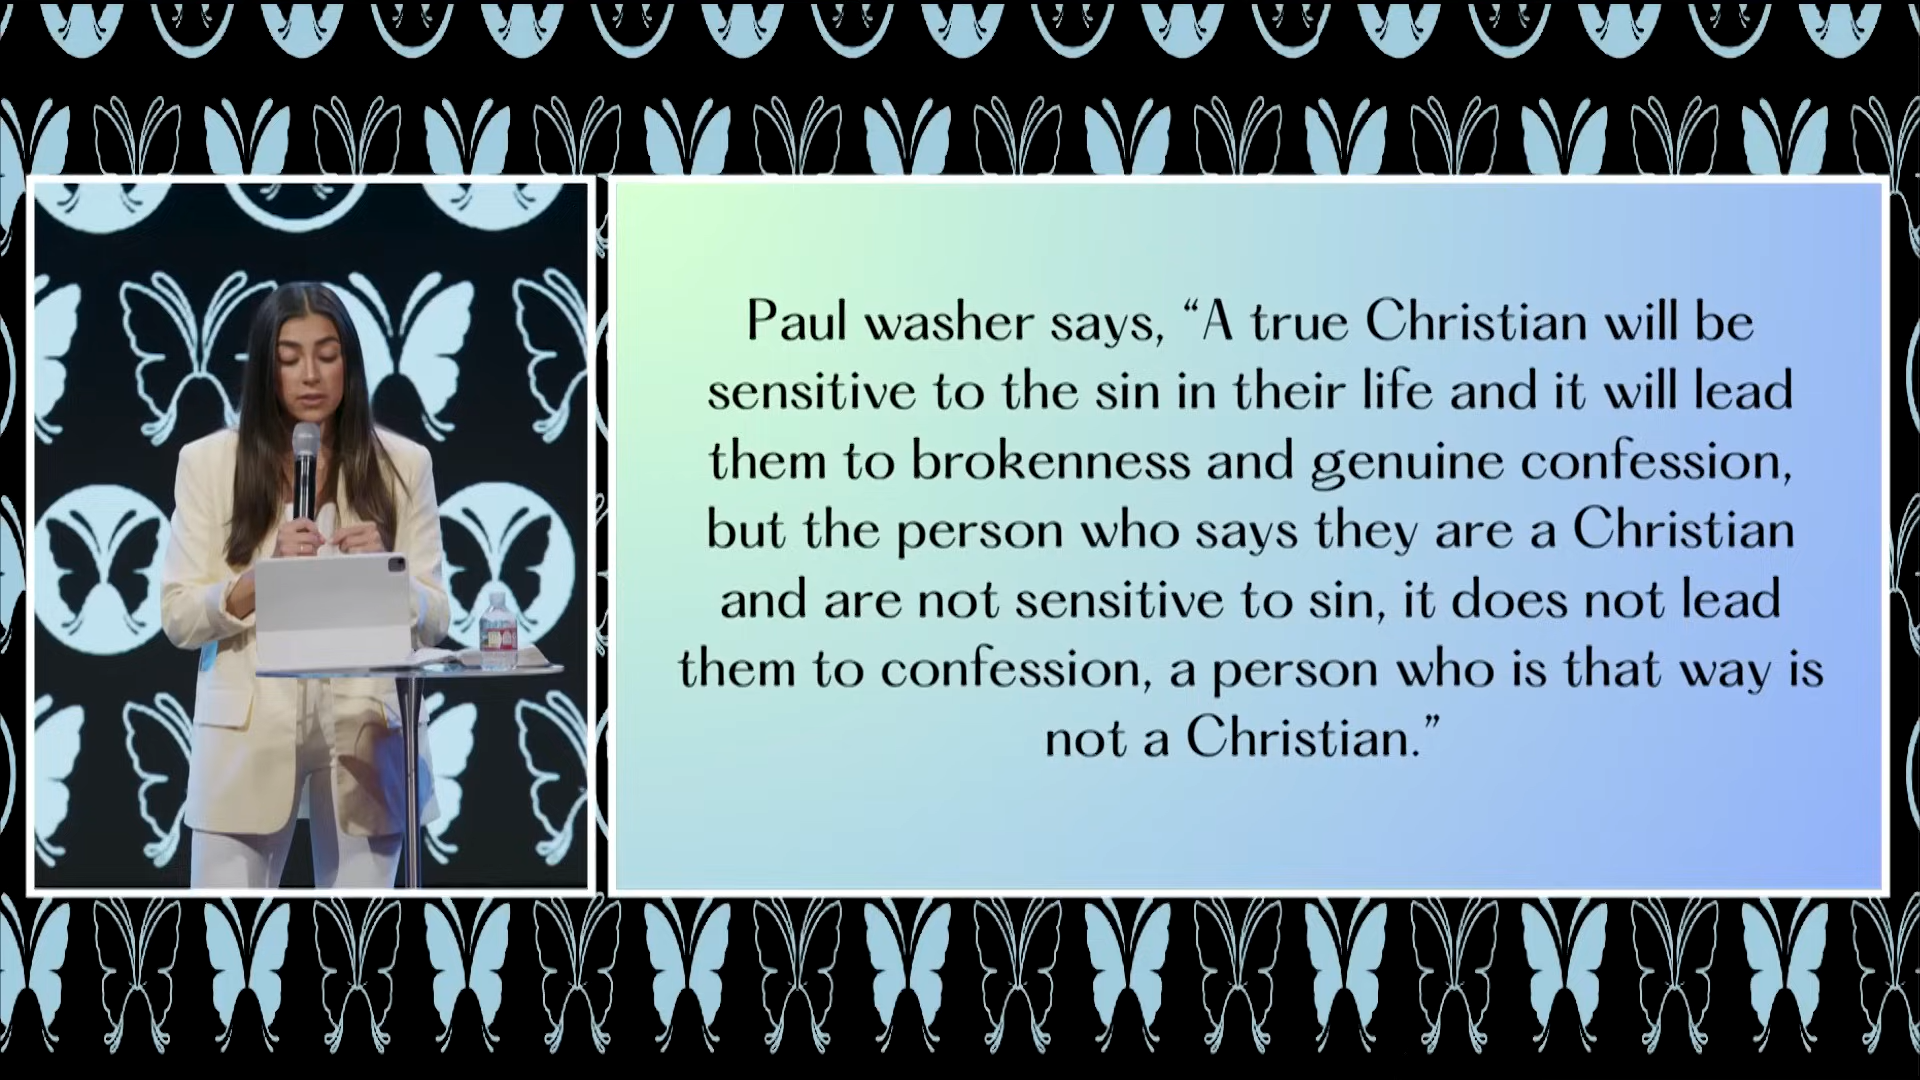 Paul washer says, “A true Christian will be
sensitive to the sin in their life and it will lead
them to brokenness and genuine confession,
but the person who says they are a Christian
and are not sensitive to sin, it does not lead
them to confession, a person who is that way is
not a Christian.”